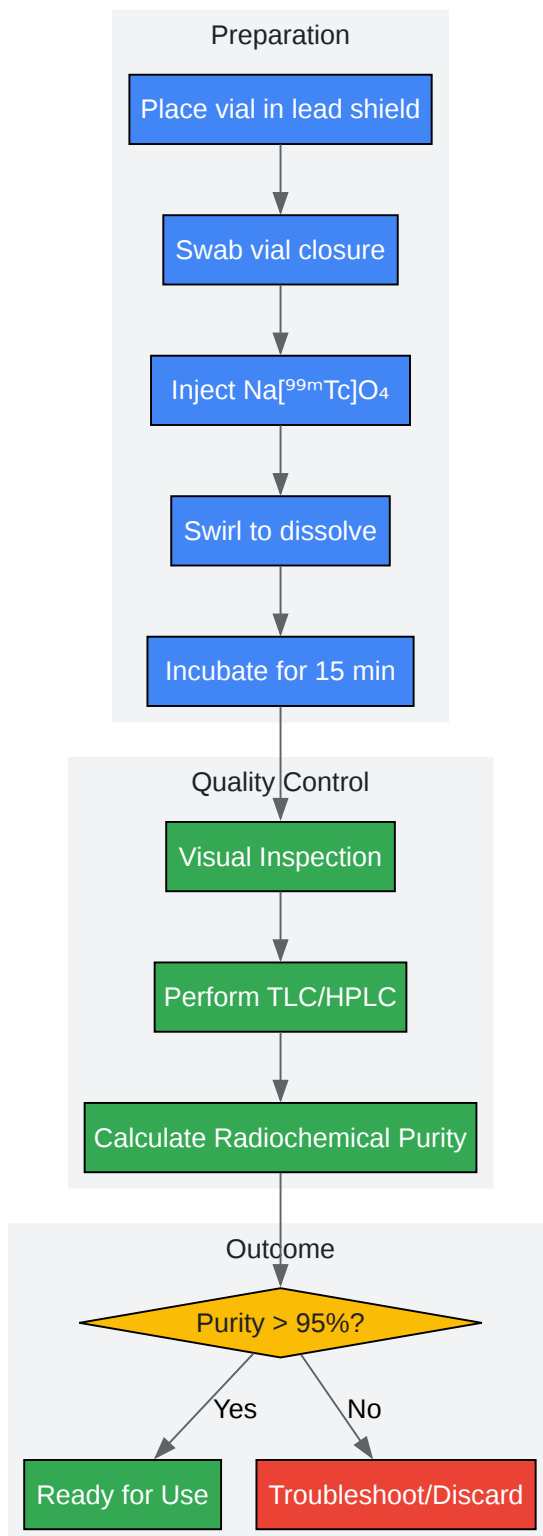 Preparation
Place vial in lead shield
Swab vial closure
Inject Na[⁹⁹ᵐTc]O₄
Swirl to dissolve
Incubate for 15 min
Quality Control
Visual Inspection
Perform TLC/HPLC
Calculate Radiochemical Purity
Outcome
Purity > 95%?
Yes
No
Ready for Use
Troubleshoot/Discard